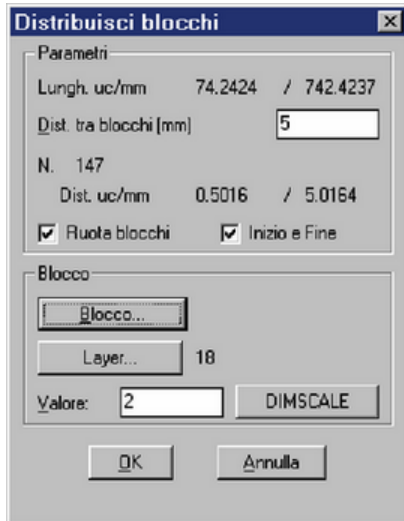 Distribuisci blocchi
Parametri
Lungh. uc/mm 74.2424 / 742.4237
Dist. tra blocchi [mm] 5
N. 147
Dist. uc/mm 0.5016 / 5.0164
Ruota blocchi Inizio e Fine
Blocco
Blocco...
Layer... 18
Valore: 2 DIMSCALE
OK Annulla